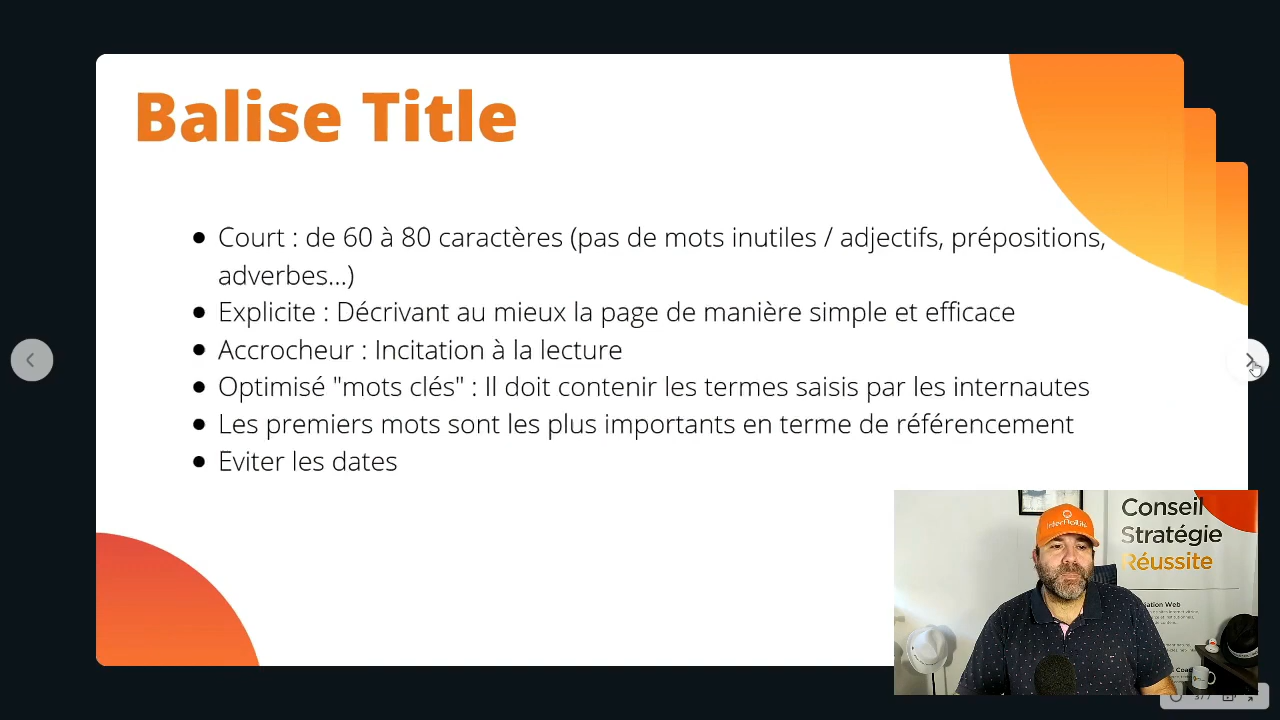 Balise Title
Court : de 60 à 80 caractères (pas de mots inutiles / adjectifs, prépositions,
adverbes...)
Explicite : Décrivant au mieux la page de manière simple et efficace
Accrocheur : Incitation à la lecture
Optimisé "mots clés" : Il doit contenir les termes saisis par les internautes
Les premiers mots sont les plus importants en terme de référencement
Eviter les dates
Conseil
Stratégie
Réussite